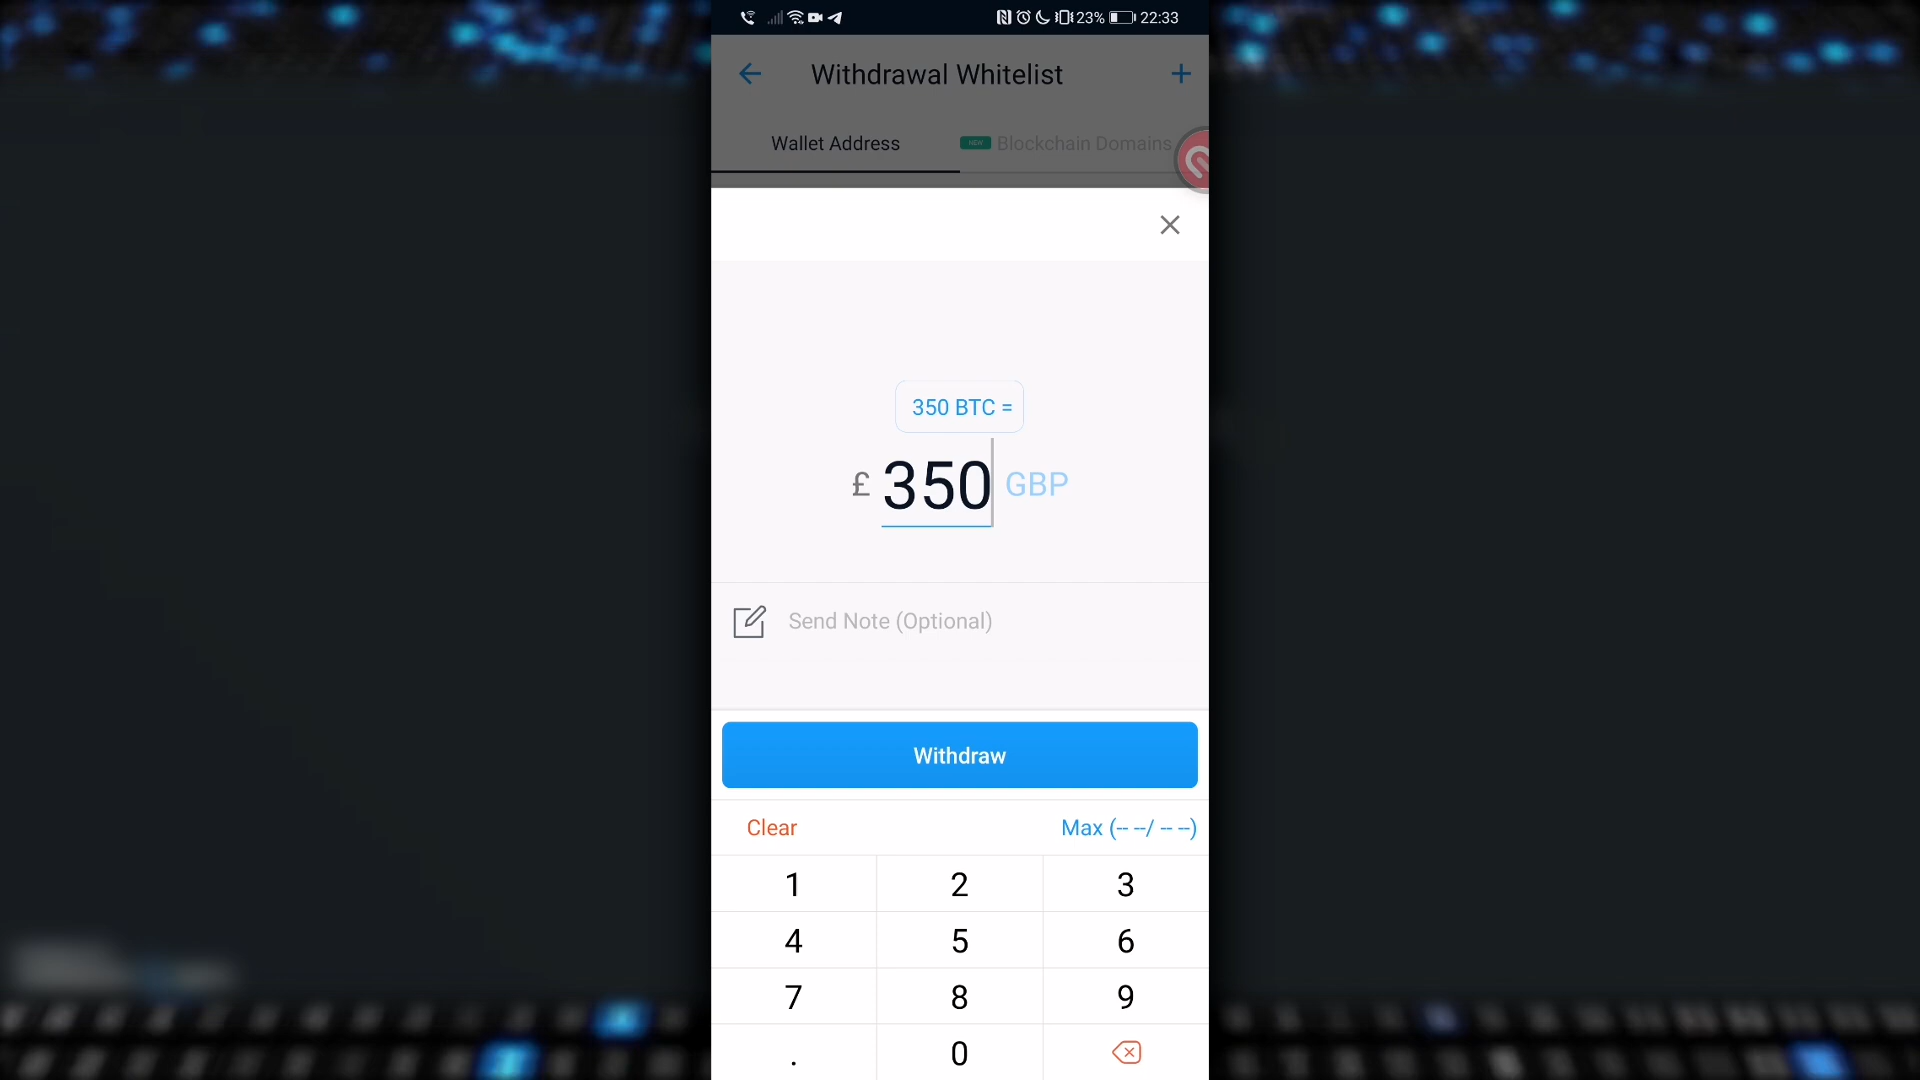 23% 22:33
Withdrawal Whitelist
Wallet Address
NEW Blockchain Domains
350 BTC =
£ 350 GBP
Send Note (Optional)
Withdraw
Clear
Max (-- --/ -- --)
1 2 3
4 5 6
7 8 9
. 0